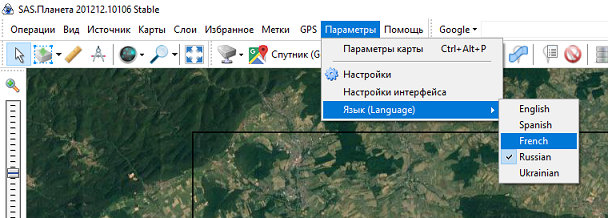 SAS.Планета 201212.10106 Stable
Операции Вид Источник Карты Слои Избранное Метки GPS Параметры Помощь Google
Спутник (G
Параметры карты Ctrl+Alt+P
Настройки
Настройки интерфейса
Язык (Language)
English
Spanish
French
Russian
Ukrainian